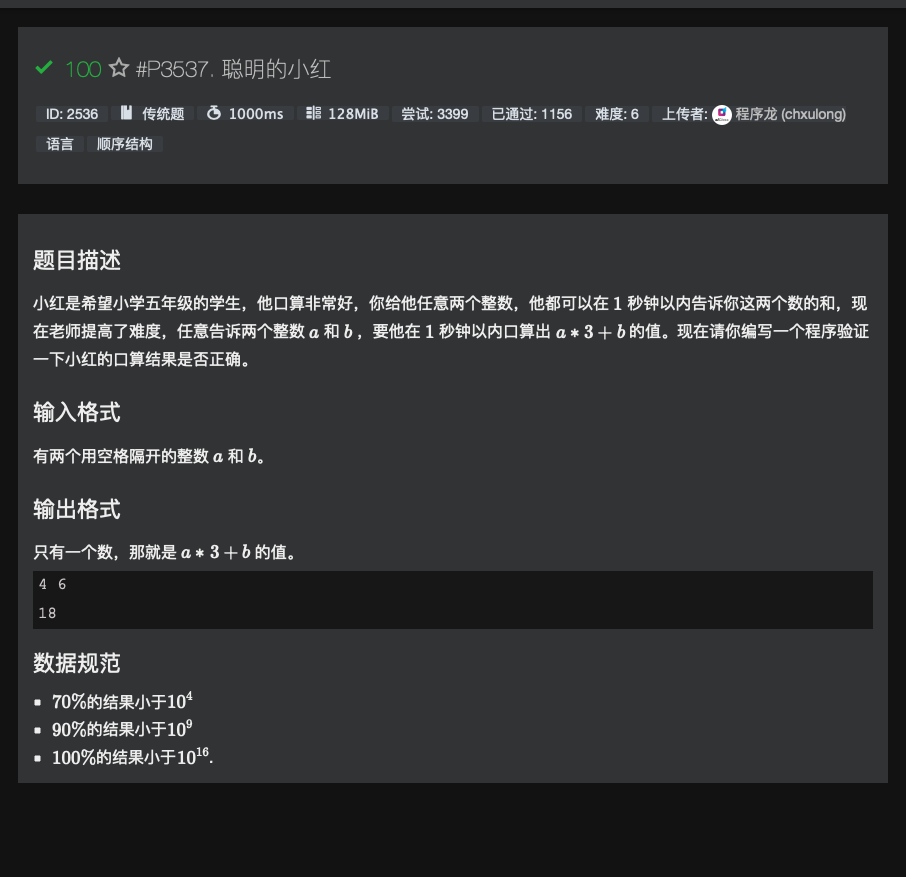 100 #P3537. 聪明的小红
ID: 2536 传统题 1000ms 128MiB 尝试: 3399 已通过: 1156 难度: 6 上传者: 程序龙 (chxulong)
语言 顺序结构
题目描述
小红是希望小学五年级的学生，他口算非常好，你给他任意两个整数，他都可以在 1 秒钟以内告诉你这两个数的和，现
在老师提高了难度，任意告诉两个整数 a 和 b ，要他在 1 秒钟以内口算出 a * 3 + b 的值。现在请你编写一个程序验证
一下小红的口算结果是否正确。
输入格式
有两个用空格隔开的整数 a 和 b。
输出格式
只有一个数，那就是 a * 3 + b 的值。
4 6
18
数据规范
70%的结果小于10^4
90%的结果小于10^9
100%的结果小于10^16.